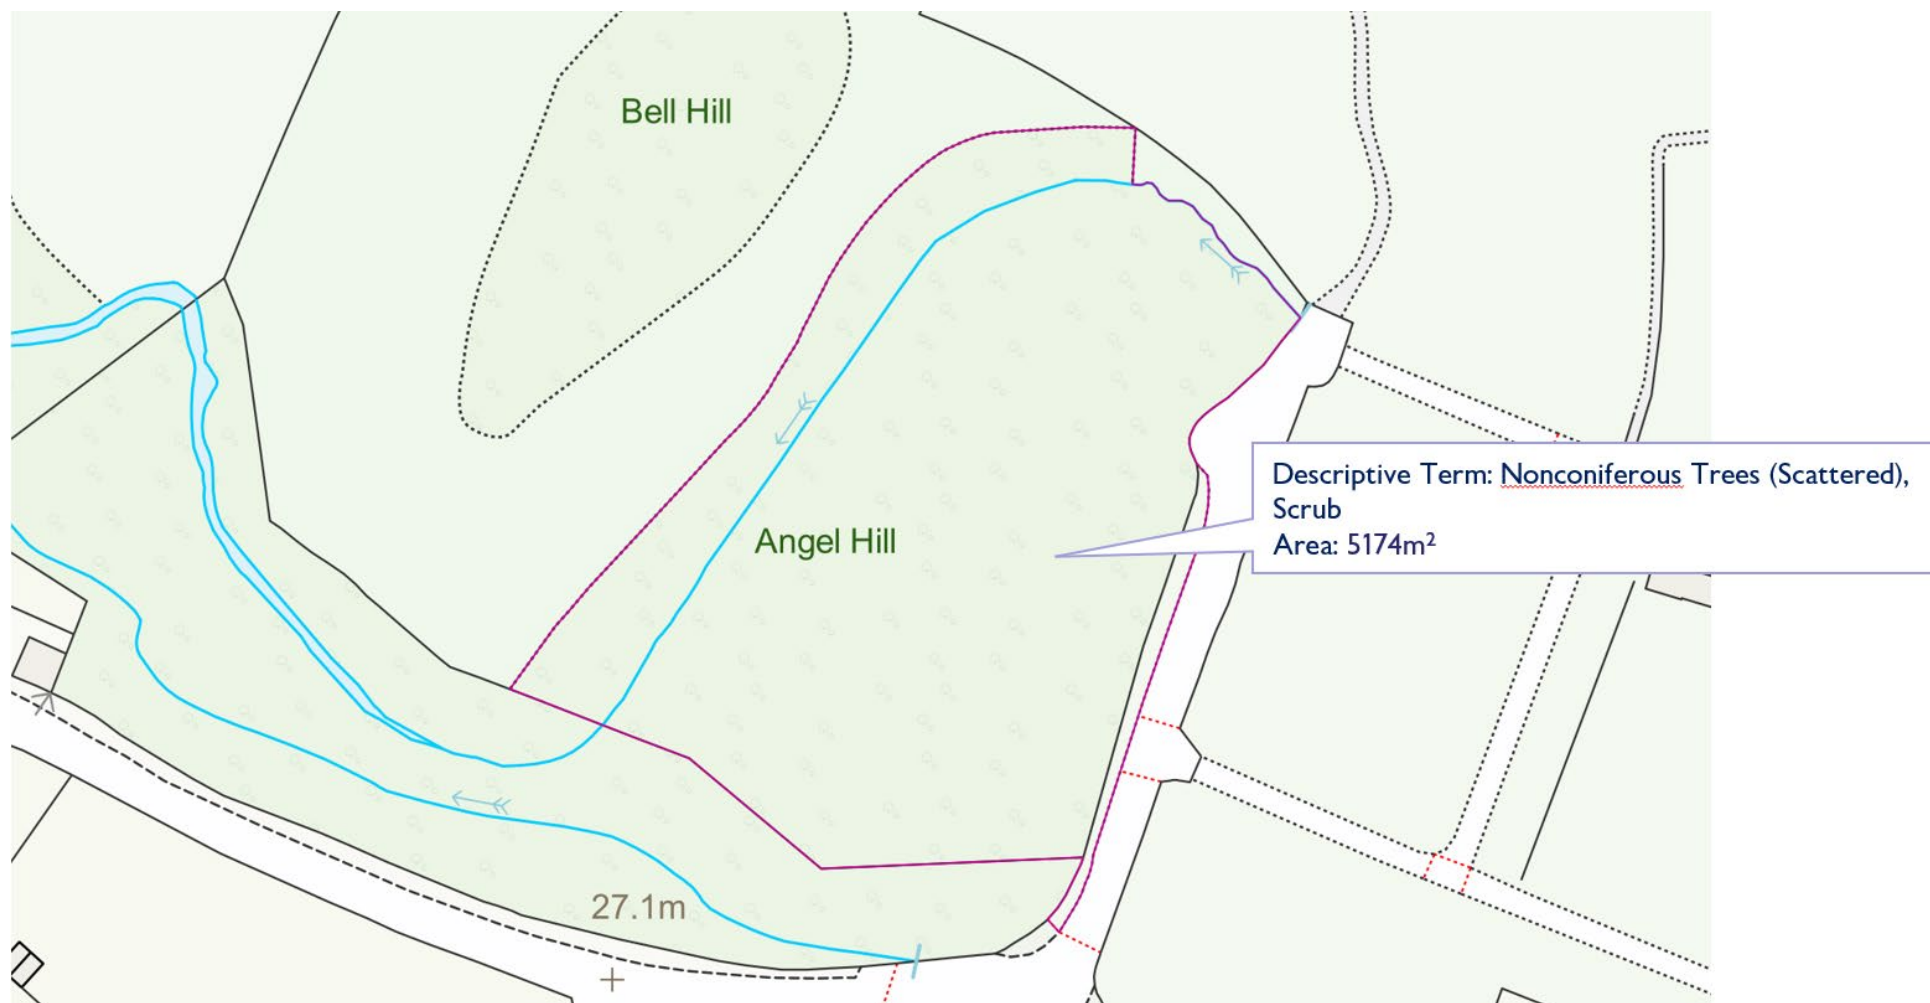 Bell Hill
Descriptive Term: Nonconiferous Trees (Scattered),
Scrub
Area: 5174m²
Angel Hill
27.1m